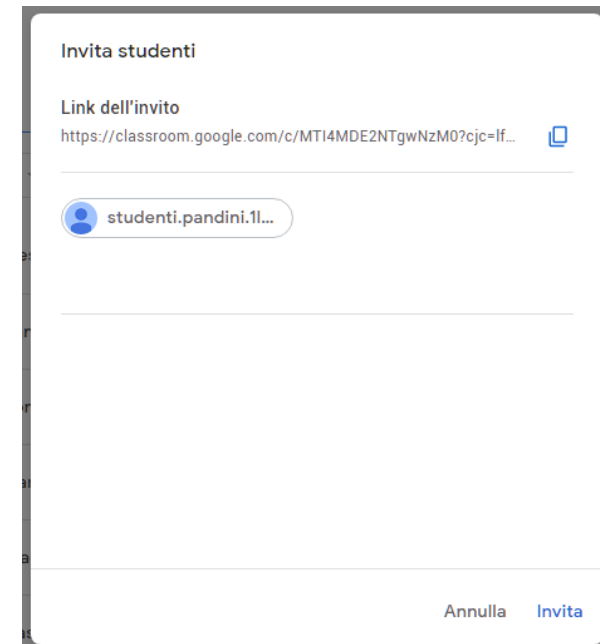 Invita studenti
Link dell'invito
https://classroom.google.com/c/MTI4MDE2NTgwNzM0?cjc=lf...
studenti.pandini.1l...
Annulla Invita